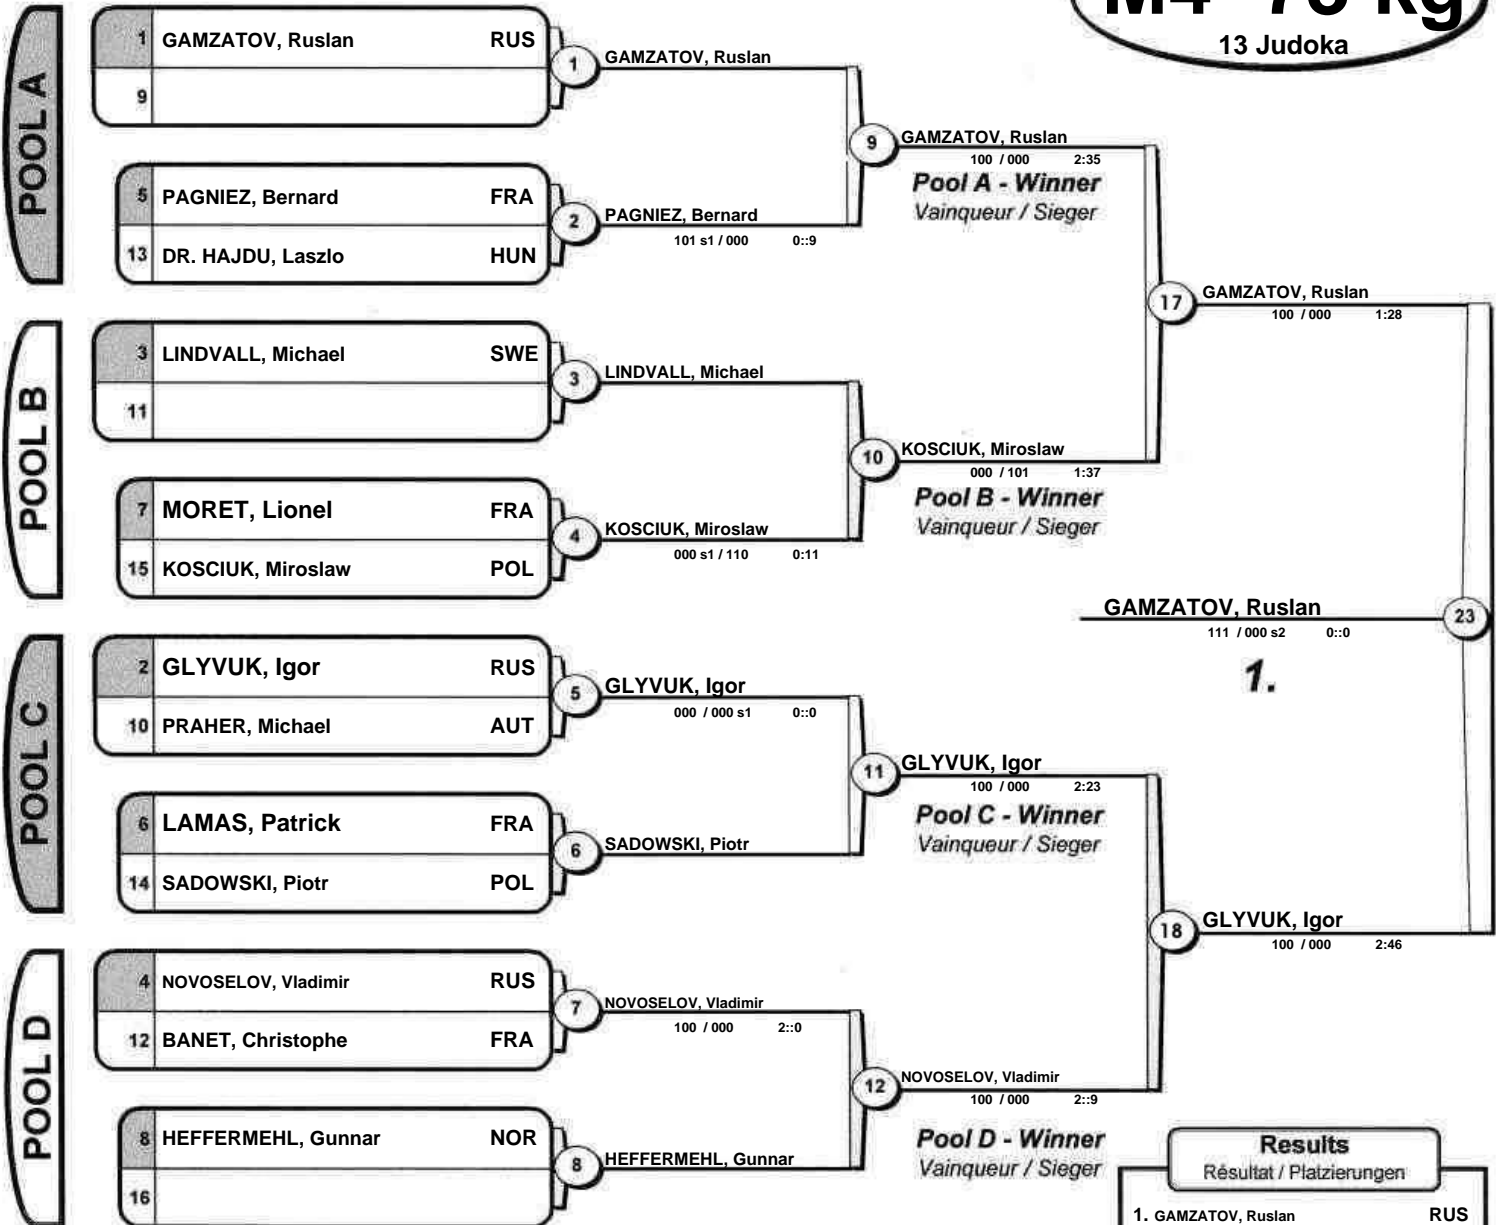 M4 -73 kg
13 Judoka
POOL A
1 GAMZATOV, Ruslan RUS
9
5 PAGNIEZ, Bernard FRA
13 DR. HAJDU, Laszlo HUN
POOL B
3 LINDVALL, Michael SWE
11
7 MORET, Lionel FRA
15 KOSCIUK, Miroslaw POL
POOL C
2 GLYVUK, Igor RUS
10 PRAHER, Michael AUT
6 LAMAS, Patrick FRA
14 SADOWSKI, Piotr POL
POOL D
4 NOVOSELOV, Vladimir RUS
12 BANET, Christophe FRA
8 HEFFERMEHL, Gunnar NOR
16
1 GAMZATOV, Ruslan
2 PAGNIEZ, Bernard
101 s1 / 000 0::9
3 LINDVALL, Michael
4 KOSCIUK, Miroslaw
000 s1 / 110 0:11
5 GLYVUK, Igor
000 / 000 s1 0::0
6 SADOWSKI, Piotr
7 NOVOSELOV, Vladimir
100 / 000 2::0
8 HEFFERMEHL, Gunnar
9 GAMZATOV, Ruslan
100 / 000 2:35
Pool A - Winner
Vainqueur / Sieger
10 KOSCIUK, Miroslaw
000 / 101 1:37
Pool B - Winner
Vainqueur / Sieger
11 GLYVUK, Igor
100 / 000 2:23
Pool C - Winner
Vainqueur / Sieger
12 NOVOSELOV, Vladimir
100 / 000 2::9
Pool D - Winner
Vainqueur / Sieger
17 GAMZATOV, Ruslan
100 / 000 1:28
18 GLYVUK, Igor
100 / 000 2:46
GAMZATOV, Ruslan 23
111 / 000 s2 0::0
1.
Results
Résultat / Platzierungen
1. GAMZATOV, Ruslan RUS